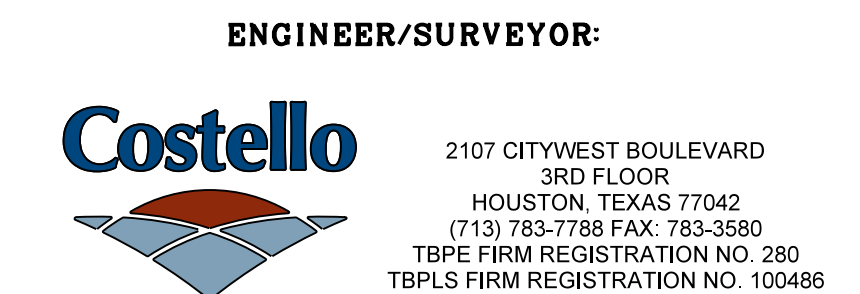 ENGINEER/SURVEYOR:
Costello
2107 CITYWEST BOULEVARD
3RD FLOOR
HOUSTON, TEXAS 77042
(713) 783-7788 FAX: 783-3580
TBPE FIRM REGISTRATION NO. 280
TBPLS FIRM REGISTRATION NO. 100486